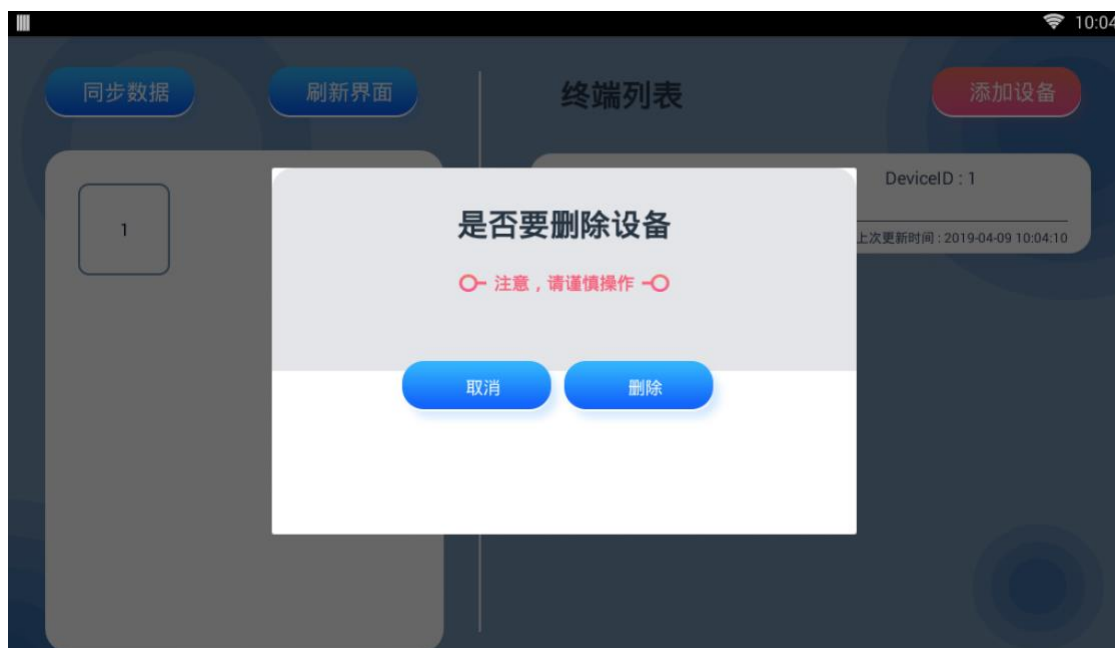 10:04
同步数据
刷新界面
终端列表
添加设备
1
DeviceID : 1
上次更新时间 : 2019-04-09 10:04:10
是否要删除设备
注意，请谨慎操作
取消
删除